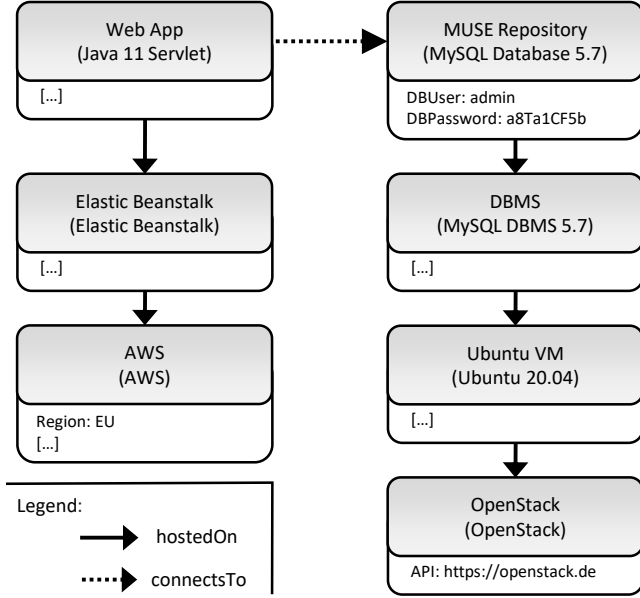 Web App
(Java 11 Servlet)
[...]
Elastic Beanstalk
(Elastic Beanstalk)
[...]
AWS
(AWS)
Region: EU
[...]
MUSE Repository
(MySQL Database 5.7)
DBUser: admin
DBPassword: a8Ta1CF5b
DBMS
(MySQL DBMS 5.7)
[...]
Ubuntu VM
(Ubuntu 20.04)
[...]
OpenStack
(OpenStack)
API: https://openstack.de
Legend:
hostedOn
connectsTo